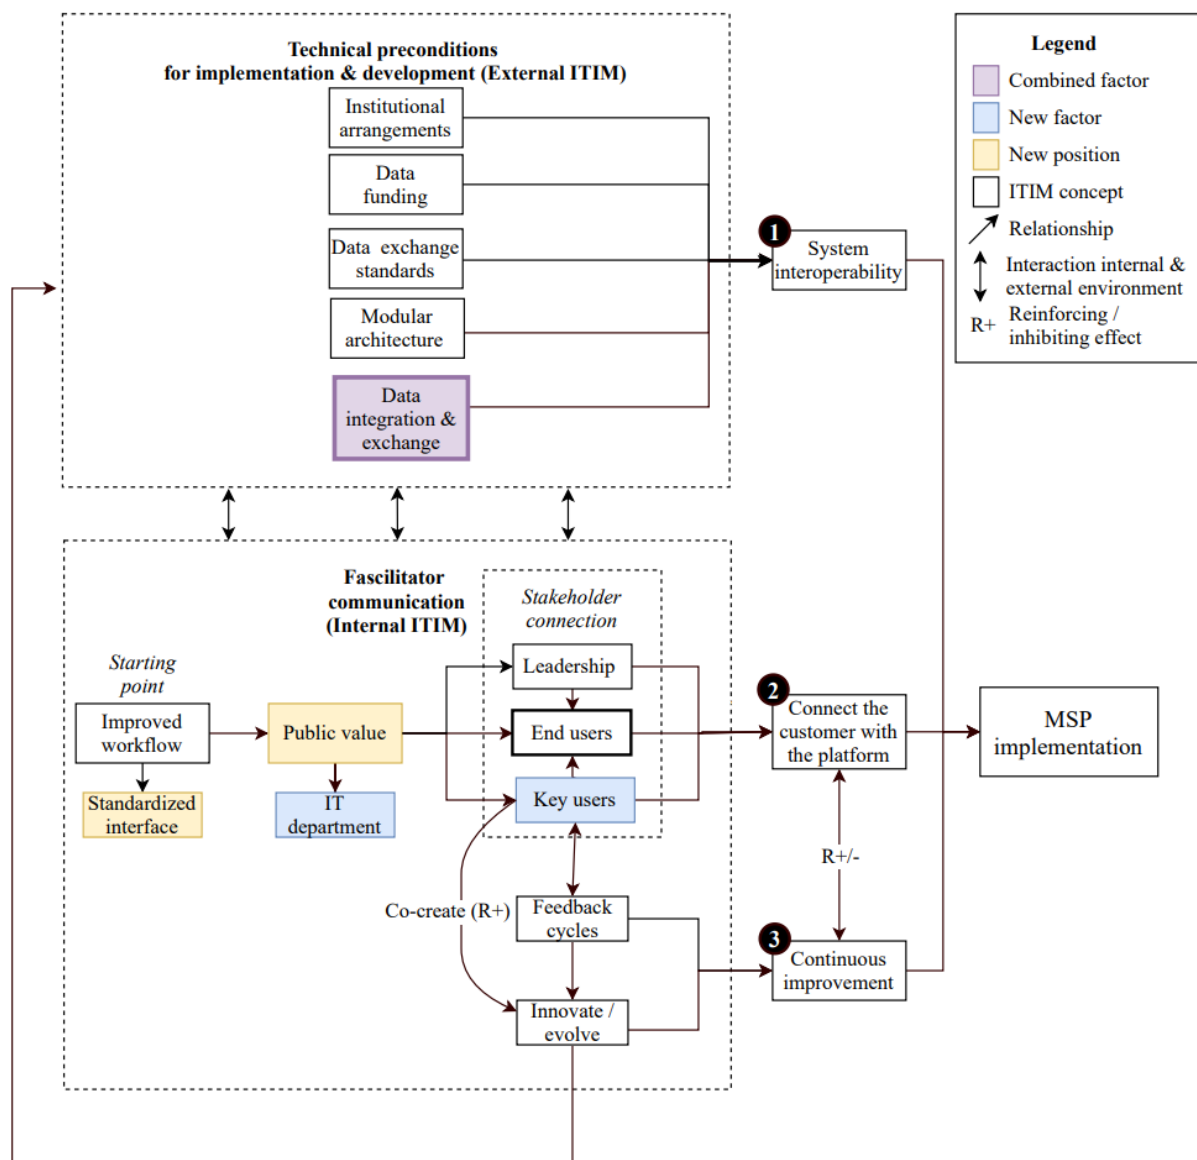 Technical preconditions
for implementation & development (External ITIM)
Institutional
arrangements
Data
funding
Data exchange
standards
Modular
architecture
Data
integration &
exchange
1
System
interoperability
Legend
Combined factor
New factor
New position
ITIM concept
Relationship
Interaction internal &
external environment
R+
Reinforcing /
inhibiting effect
Fascilitator
communication
(Internal ITIM)
Stakeholder
connection
Starting
point
Improved
workflow
Standardized
interface
Public value
IT
department
Leadership
End users
Key users
Co-create (R+)
Feedback
cycles
Innovate /
evolve
2
Connect the
customer with
the platform
R+/-
3
Continuous
improvement
MSP
implementation